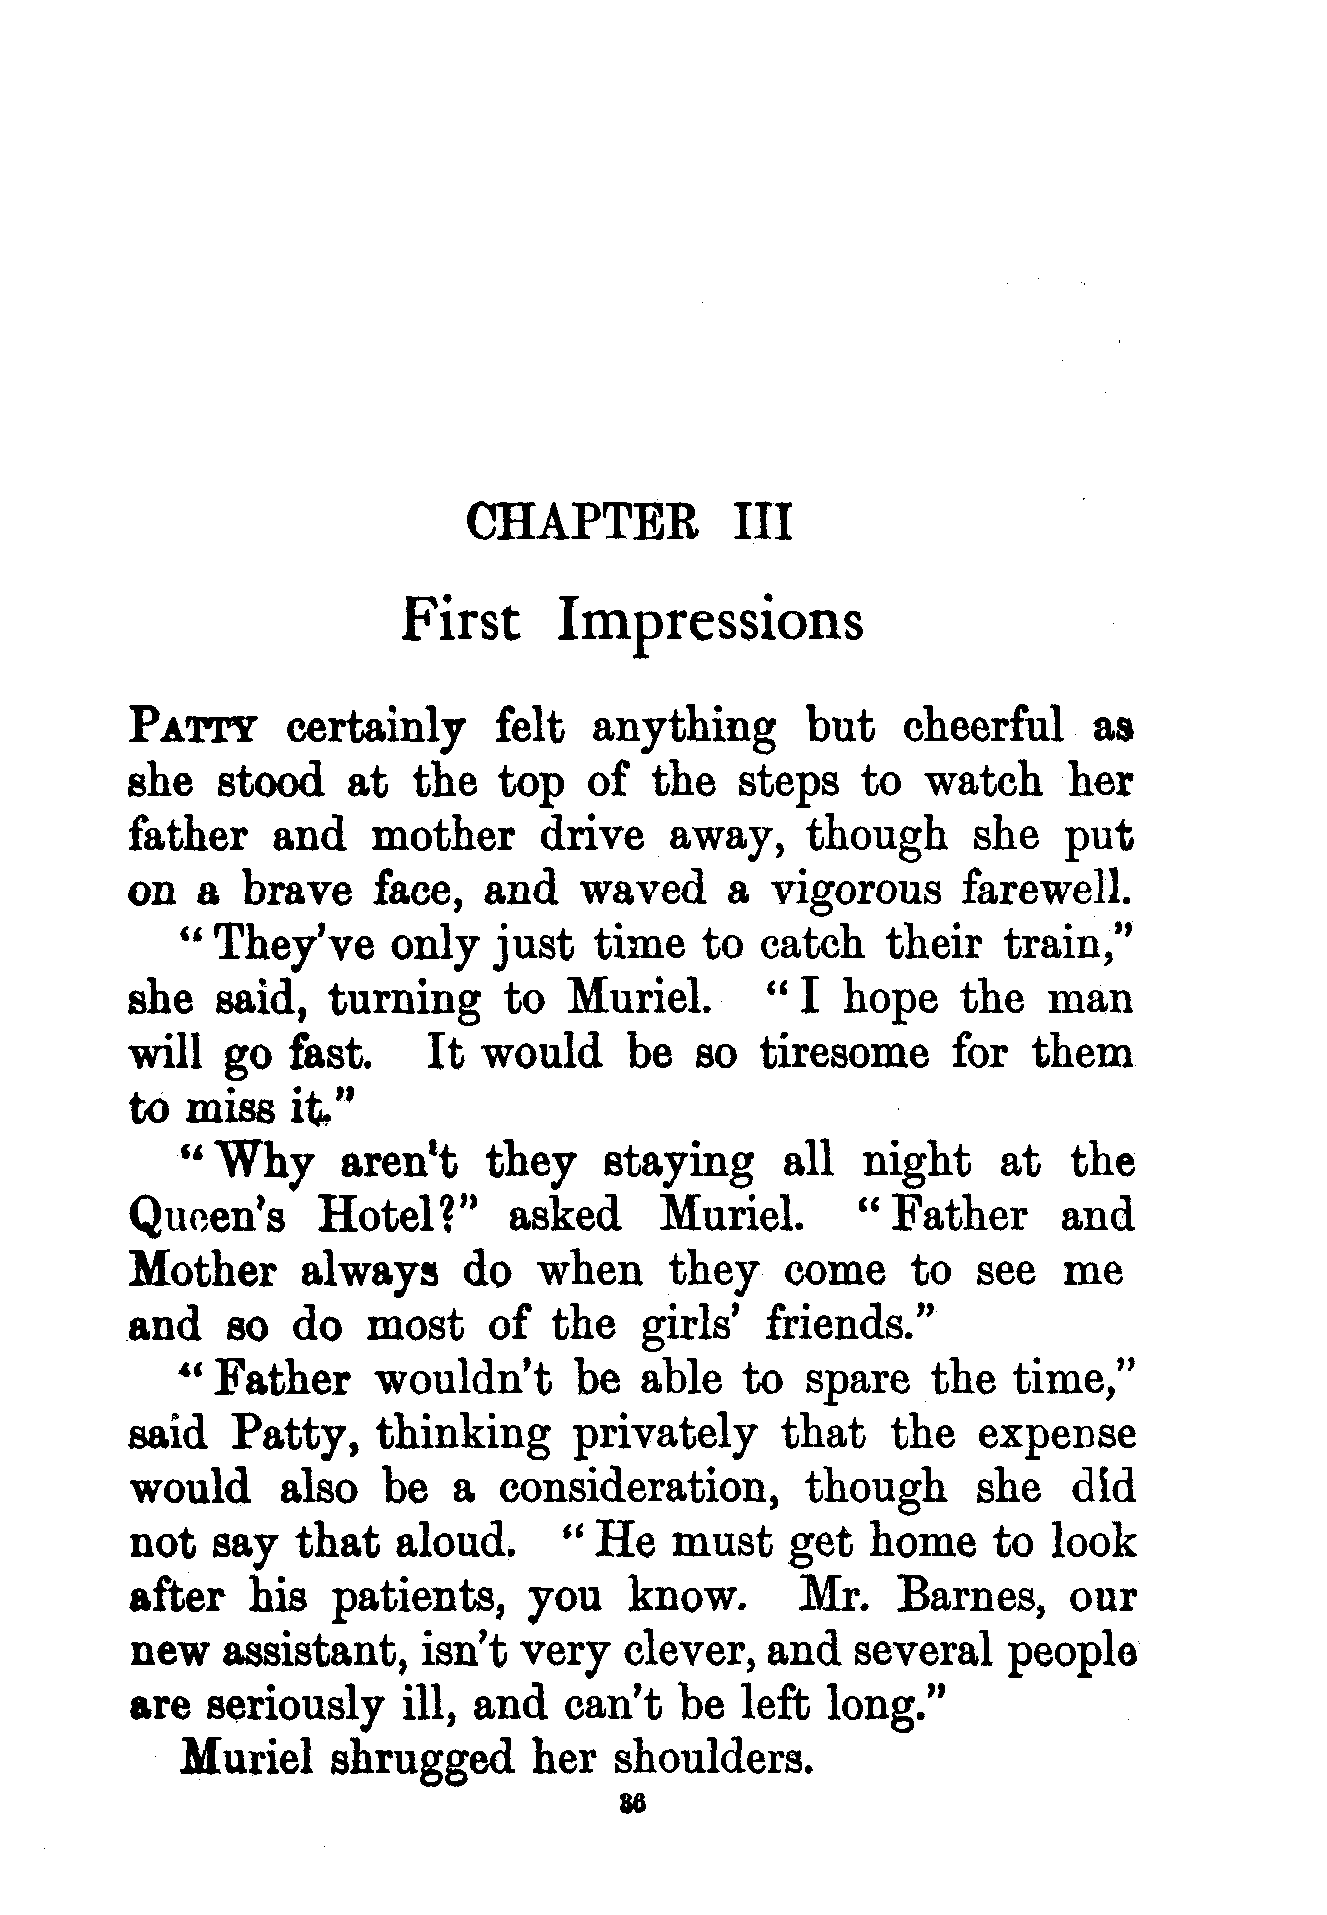 CHAPTER III
First Impressions
PATTY certainly felt anything but cheerful as
she stood at the top of the steps to watch her
father and mother drive away, though she put
on a brave face, and waved a vigorous farewell.
“They’ve only just time to catch their train,”
she said, turning to Muriel. “I hope the man
will go fast. It would be so tiresome for them
to miss it.”
“Why aren’t they staying all night at the
Queen’s Hotel?” asked Muriel. “Father and
Mother always do when they come to see me
and so do most of the girls’ friends.”
“Father wouldn’t be able to spare the time,”
said Patty, thinking privately that the expense
would also be a consideration, though she did
not say that aloud. “He must get home to look
after his patients, you know. Mr. Barnes, our
new assistant, isn’t very clever, and several people
are seriously ill, and can’t be left long.”
Muriel shrugged her shoulders.
36